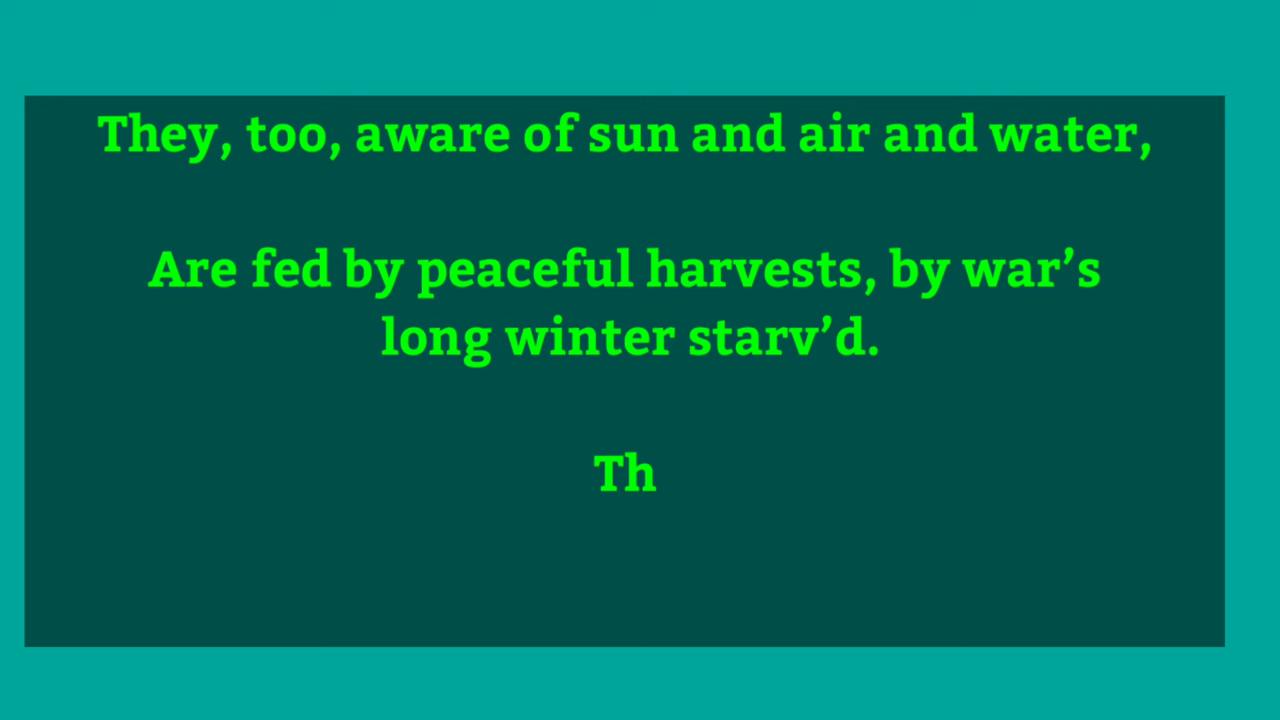 They, too, aware of sun and air and water,
Are fed by peaceful harvests, by war’s
long winter starv’d.
Th